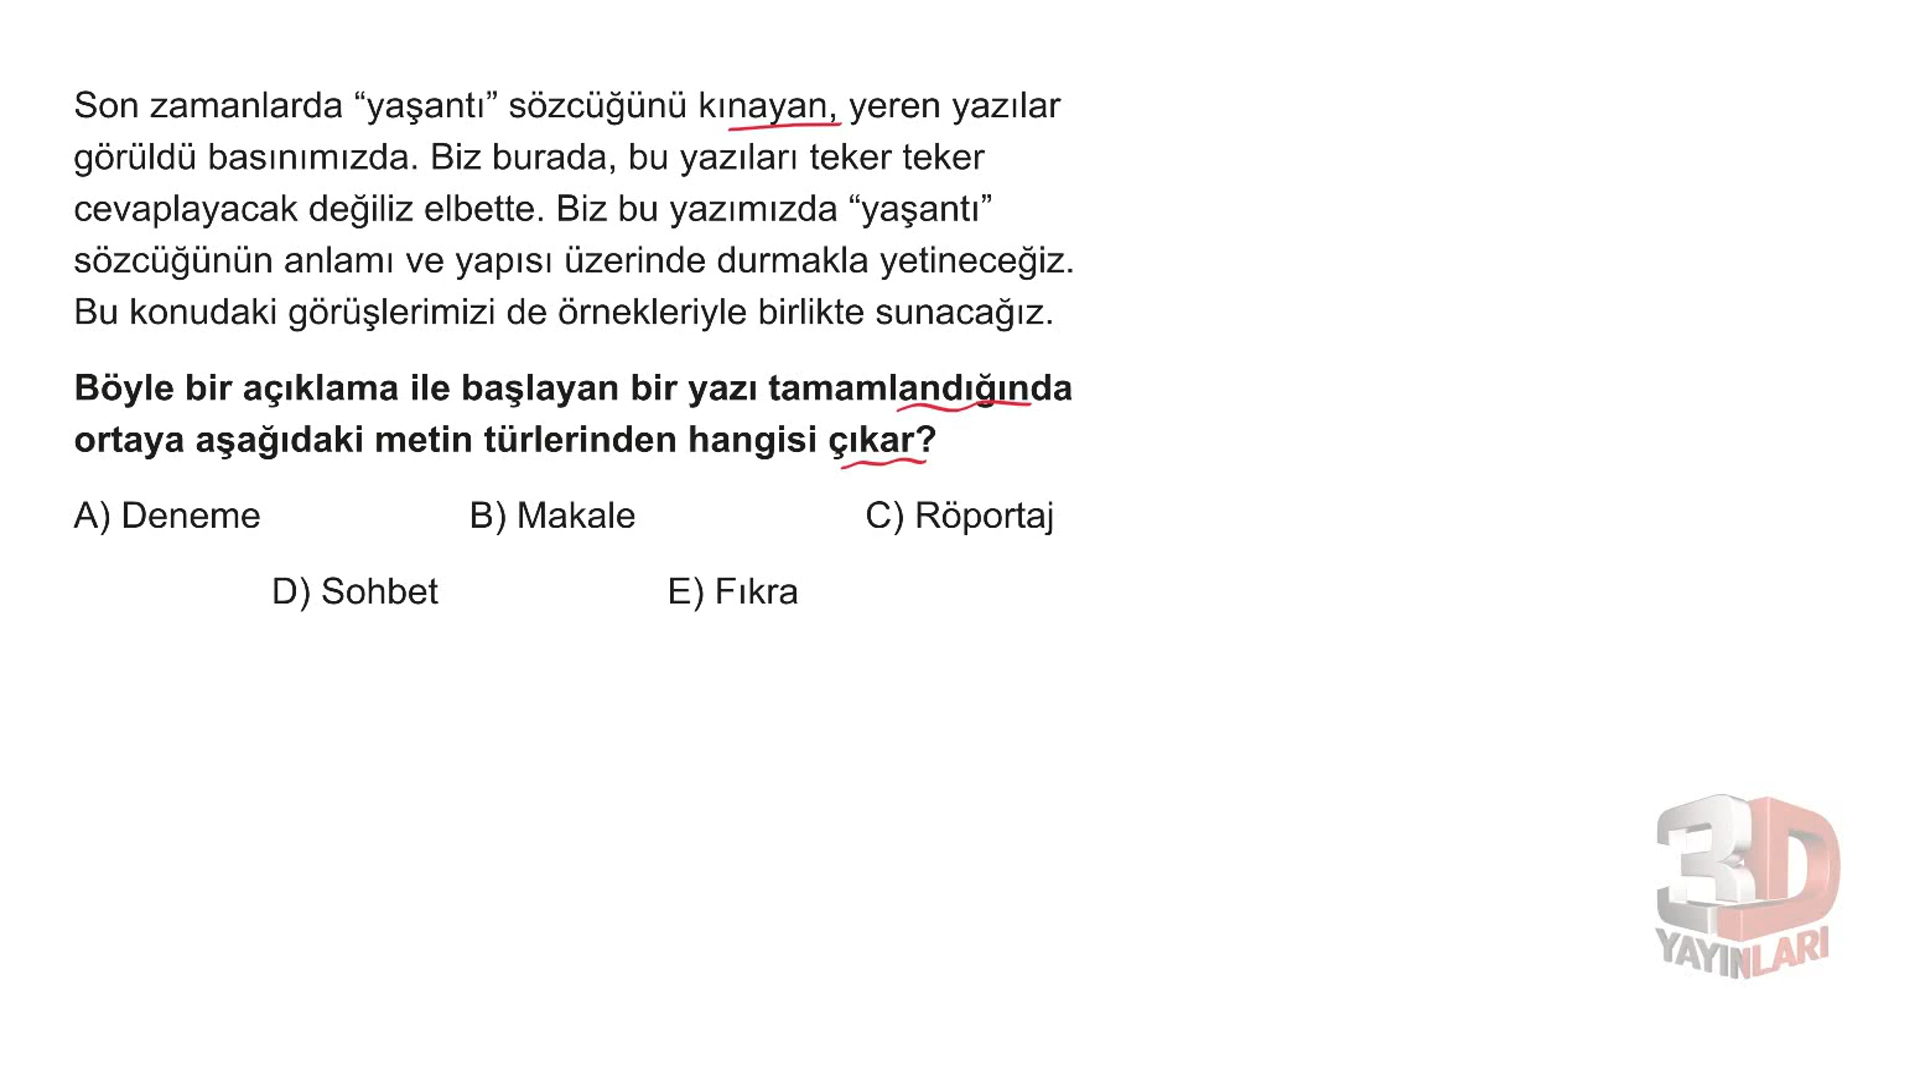 Son zamanlarda “yaşantı” sözcüğünü kınayan, yeren yazılar
görüldü basınımızda. Biz burada, bu yazıları teker teker
cevaplayacak değiliz elbette. Biz bu yazımızda “yaşantı”
sözcüğünün anlamı ve yapısı üzerinde durmakla yetineceğiz.
Bu konudaki görüşlerimizi de örnekleriyle birlikte sunacağız.
Böyle bir açıklama ile başlayan bir yazı tamamlandığında
ortaya aşağıdaki metin türlerinden hangisi çıkar?
A) Deneme B) Makale C) Röportaj
D) Sohbet E) Fıkra
3D
YAYINLARI